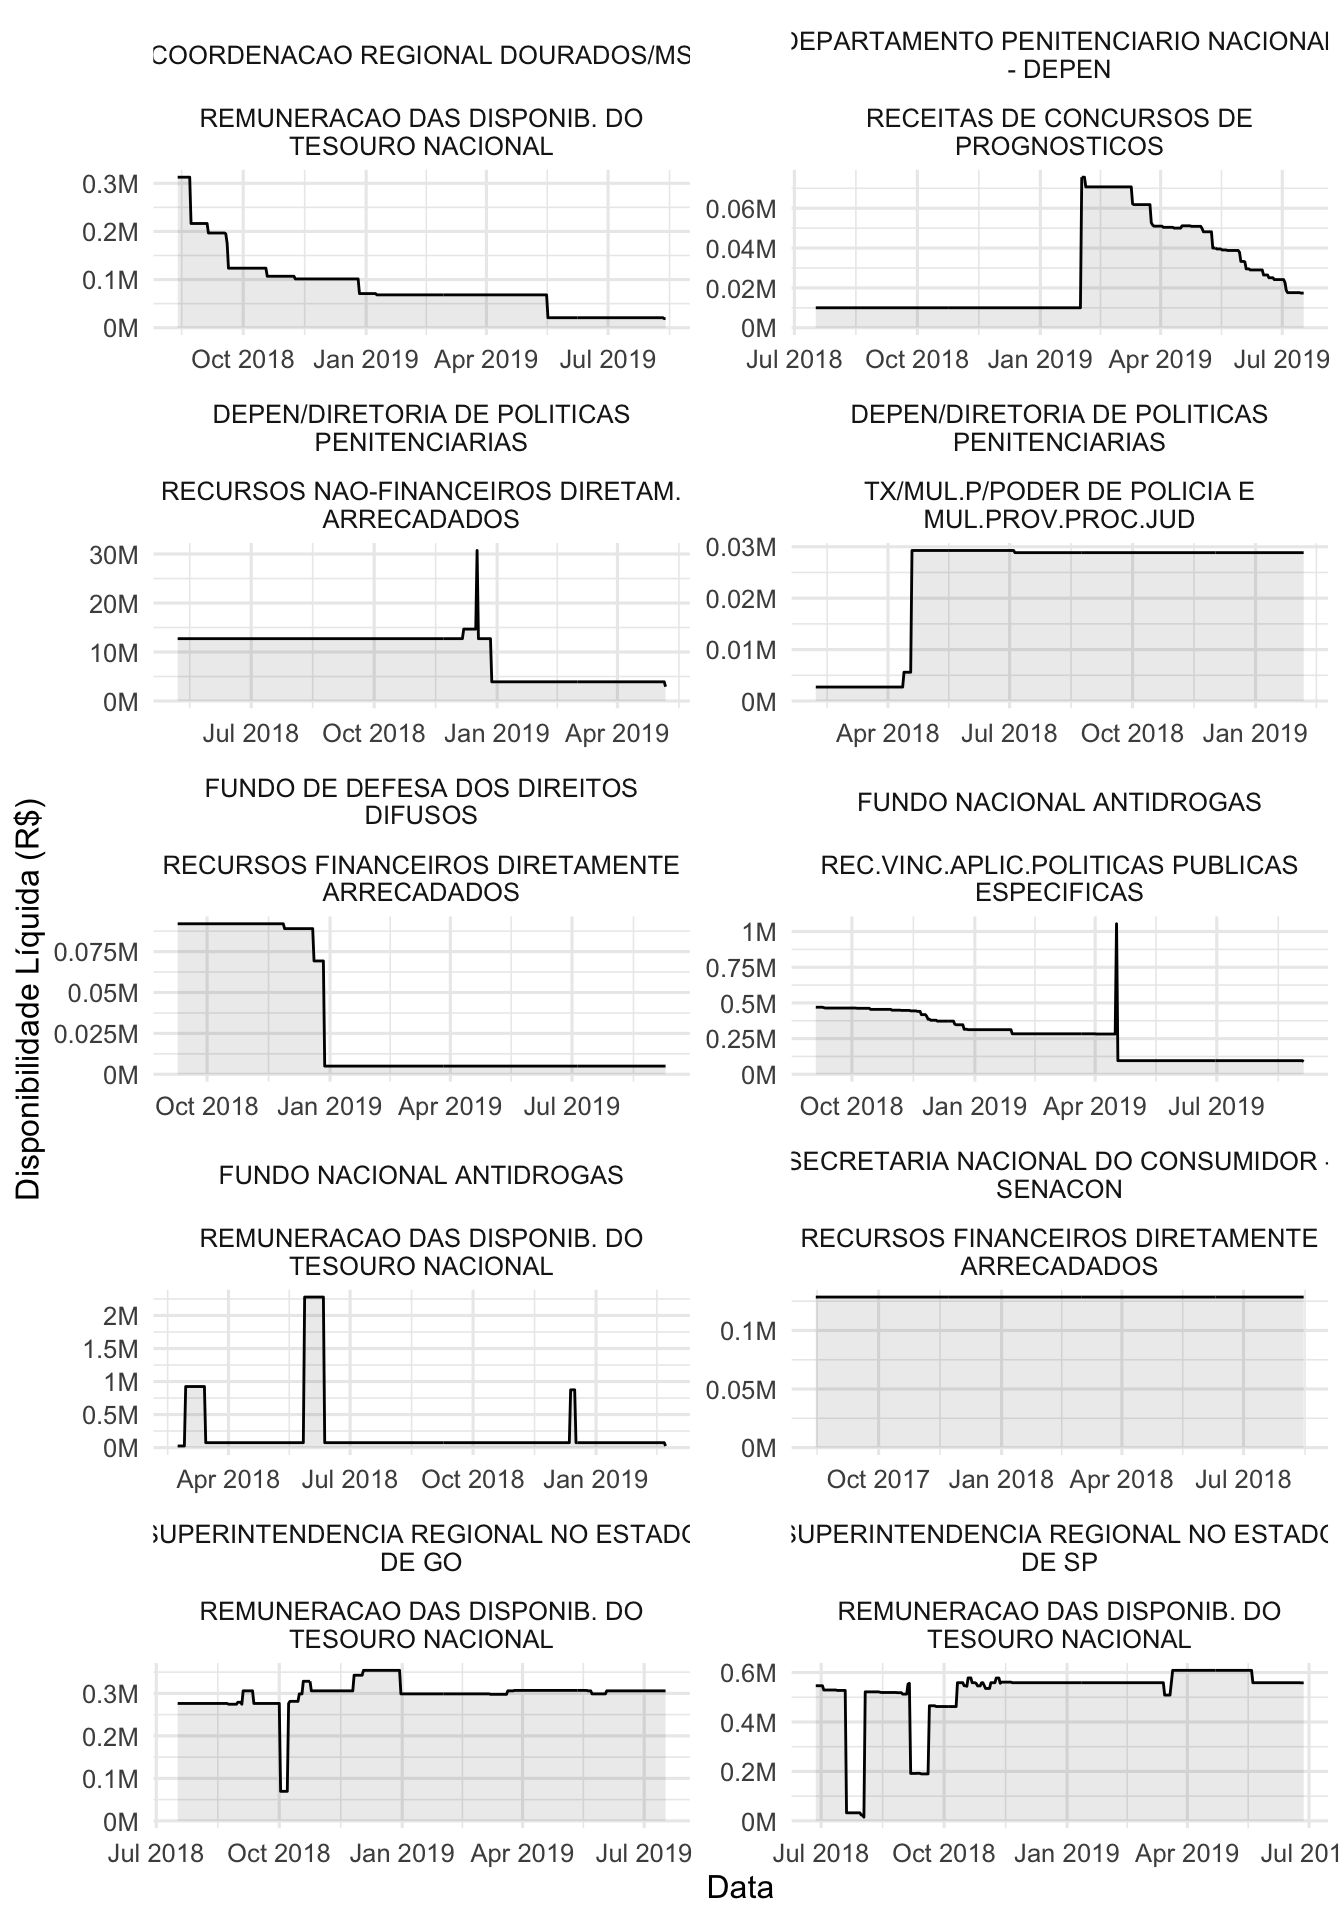 COORDENACAO REGIONAL DOURADOS/MS
REMUNERACAO DAS DISPONIB. DO
TESOURO NACIONAL
0.3M
0.2M
0.1M
0M
Oct 2018 Jan 2019 Apr 2019 Jul 2019
DEPARTAMENTO PENITENCIARIO NACIONAL
- DEPEN
RECEITAS DE CONCURSOS DE
PROGNOSTICOS
0.06M
0.04M
0.02M
0M
Jul 2018 Oct 2018 Jan 2019 Apr 2019 Jul 2019
DEPEN/DIRETORIA DE POLITICAS
PENITENCIARIAS
RECURSOS NAO-FINANCEIROS DIRETAM.
ARRECADADOS
30M
20M
10M
0M
Jul 2018 Oct 2018 Jan 2019 Apr 2019
DEPEN/DIRETORIA DE POLITICAS
PENITENCIARIAS
TX/MUL.P/PODER DE POLICIA E
MUL.PROV.PROC.JUD
0.03M
0.02M
0.01M
0M
Apr 2018 Jul 2018 Oct 2018 Jan 2019
Disponibilidade Líquida (R$)
FUNDO DE DEFESA DOS DIREITOS
DIFUSOS
RECURSOS FINANCEIROS DIRETAMENTE
ARRECADADOS
0.075M
0.05M
0.025M
0M
Oct 2018 Jan 2019 Apr 2019 Jul 2019
FUNDO NACIONAL ANTIDROGAS
REC.VINC.APLIC.POLITICAS PUBLICAS
ESPECIFICAS
1M
0.75M
0.5M
0.25M
0M
Oct 2018 Jan 2019 Apr 2019 Jul 2019
FUNDO NACIONAL ANTIDROGAS
REMUNERACAO DAS DISPONIB. DO
TESOURO NACIONAL
2M
1.5M
1M
0.5M
0M
Apr 2018 Jul 2018 Oct 2018 Jan 2019
SECRETARIA NACIONAL DO CONSUMIDOR -
SENACON
RECURSOS FINANCEIROS DIRETAMENTE
ARRECADADOS
0.1M
0.05M
0M
Oct 2017 Jan 2018 Apr 2018 Jul 2018
SUPERINTENDENCIA REGIONAL NO ESTADO
DE GO
REMUNERACAO DAS DISPONIB. DO
TESOURO NACIONAL
0.3M
0.2M
0.1M
0M
Jul 2018 Oct 2018 Jan 2019 Apr 2019 Jul 2019
SUPERINTENDENCIA REGIONAL NO ESTADO
DE SP
REMUNERACAO DAS DISPONIB. DO
TESOURO NACIONAL
0.6M
0.4M
0.2M
0M
Jul 2018 Oct 2018 Jan 2019 Apr 2019 Jul 201
Data